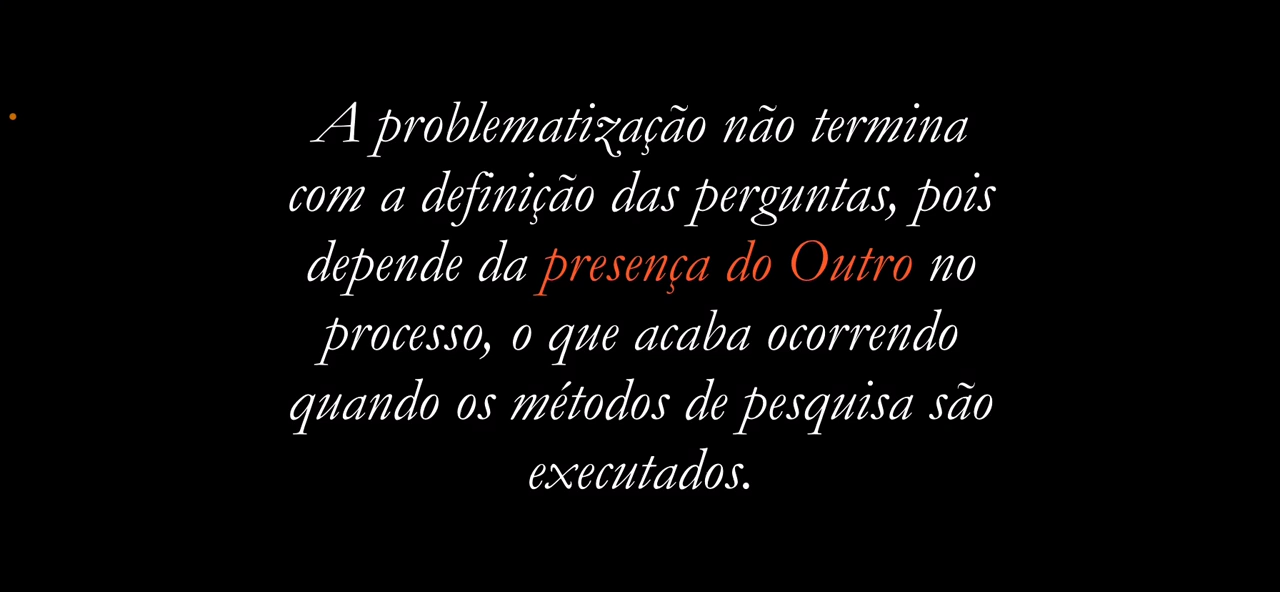 A problematização não termina
com a definição das perguntas, pois
depende da presença do Outro no
processo, o que acaba ocorrendo
quando os métodos de pesquisa são
executados.